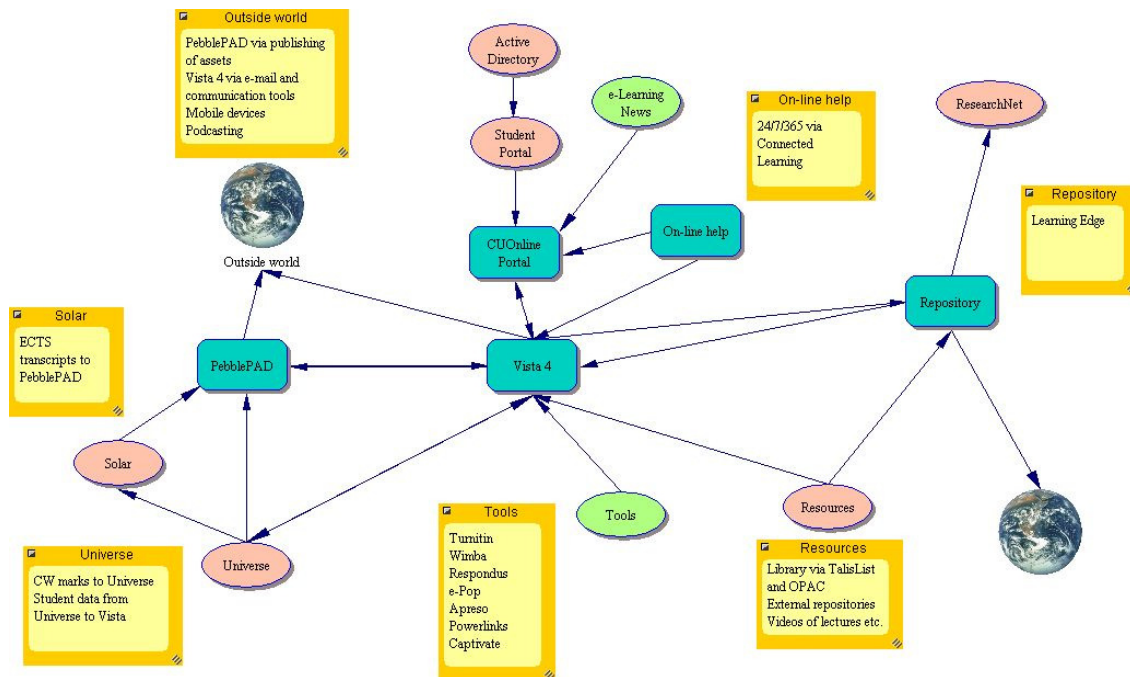 Outside world
PebblePAD via publishing
of assets
Vista 4 via e-mail and
communication tools
Mobile devices
Podcasting
Active
Directory
e-Learning
News
On-line help
24/7/365 via
Connected
Learning
ResearchNet
Student
Portal
Repository
Learning Edge
CUOnline
Portal
On-line help
Outside world
Repository
Solar
ECTS
transcripts to
PebblePAD
PebblePAD
Vista 4
Solar
Tools
Resources
Universe
Universe
CW marks to Universe
Student data from
Universe to Vista
Tools
Turnitin
Wimba
Respondus
e-Pop
Apreso
Powerlinks
Captivate
Resources
Library via TalisList
and OPAC
External repositories
Videos of lectures etc.